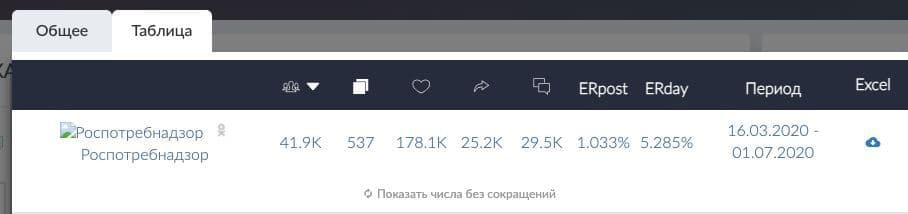 Общее Таблица
ERpost ERday Период Excel
Роспотребнадзор
Роспотребнадзор
41.9K 537 178.1K 25.2K 29.5K 1.033% 5.285%
16.03.2020 -
01.07.2020
Показать числа без сокращений